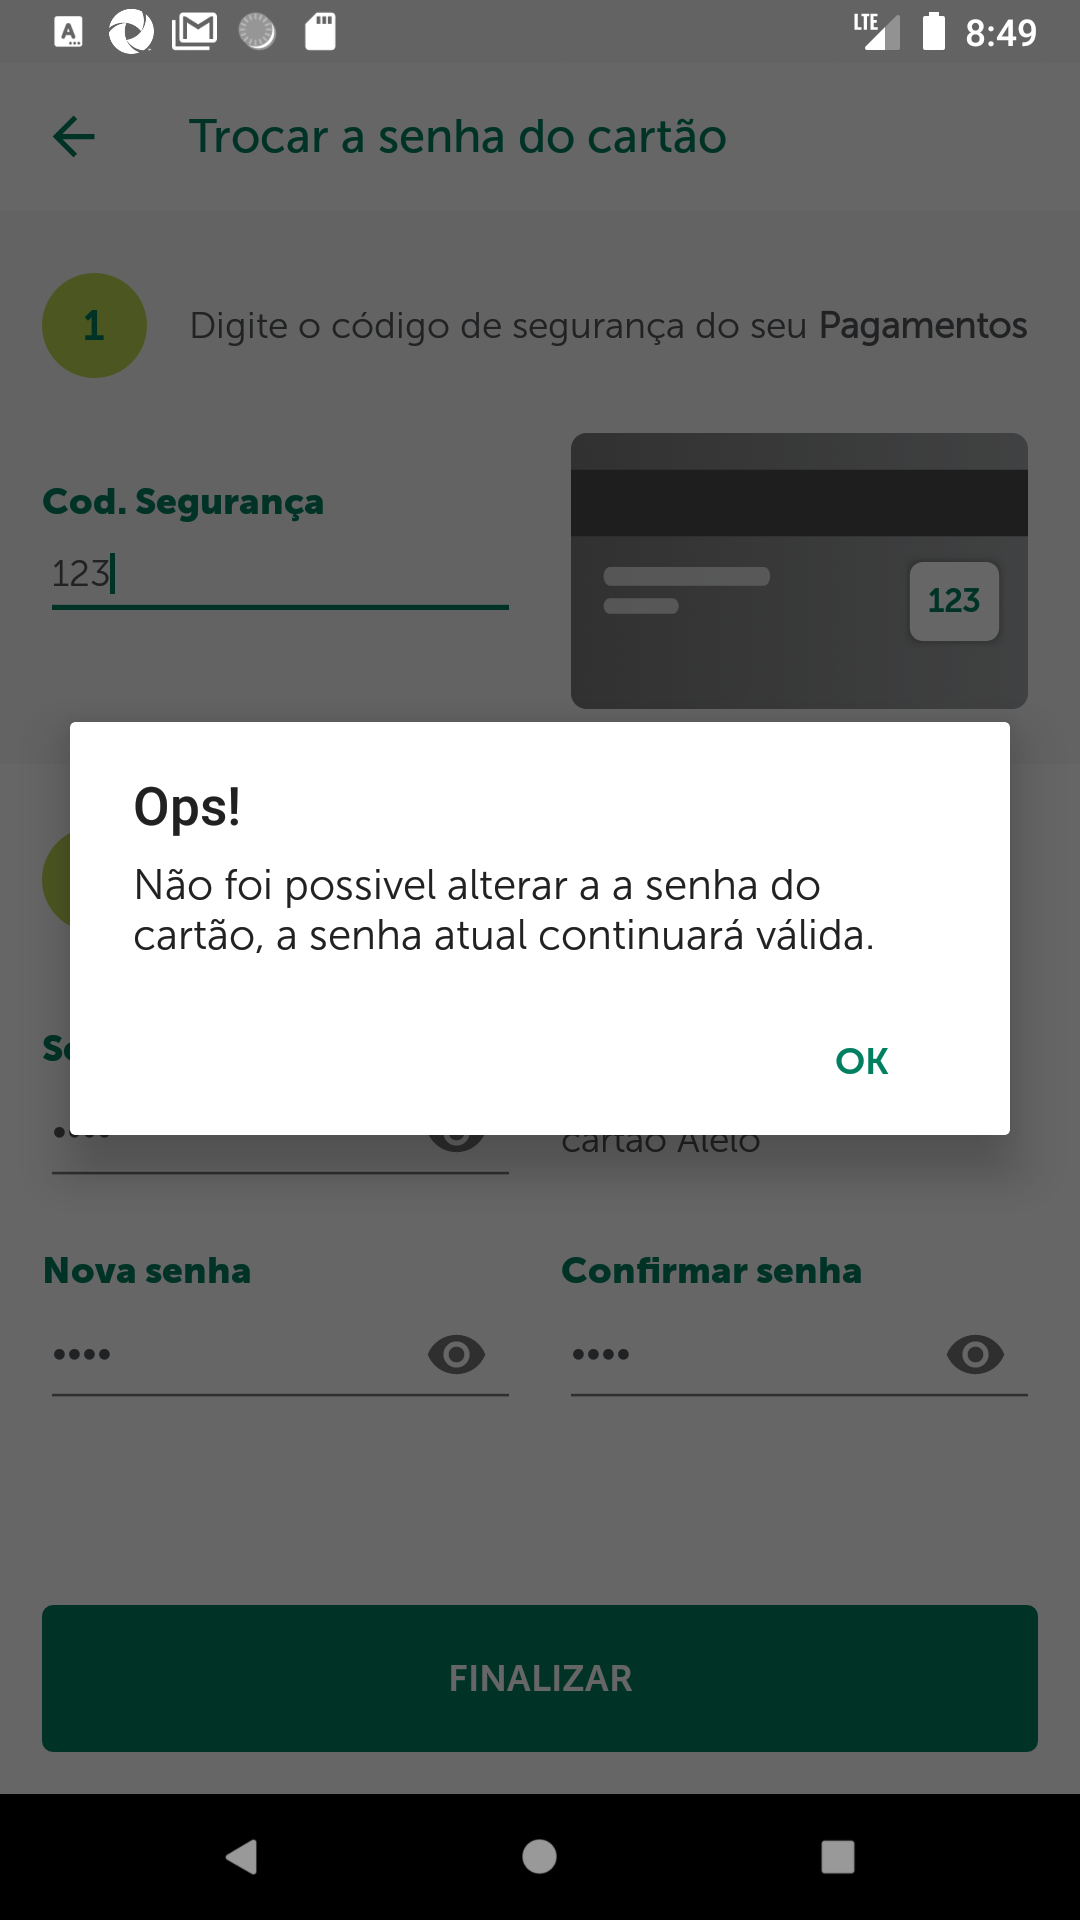 LTE 8:49
Trocar a senha do cartão
1 Digite o código de segurança do seu Pagamentos
Cod. Segurança
123
123
Ops!
Não foi possivel alterar a a senha do
cartão, a senha atual continuará válida.
OK
cartão Alelo
Nova senha Confirmar senha
•••• ••••
FINALIZAR